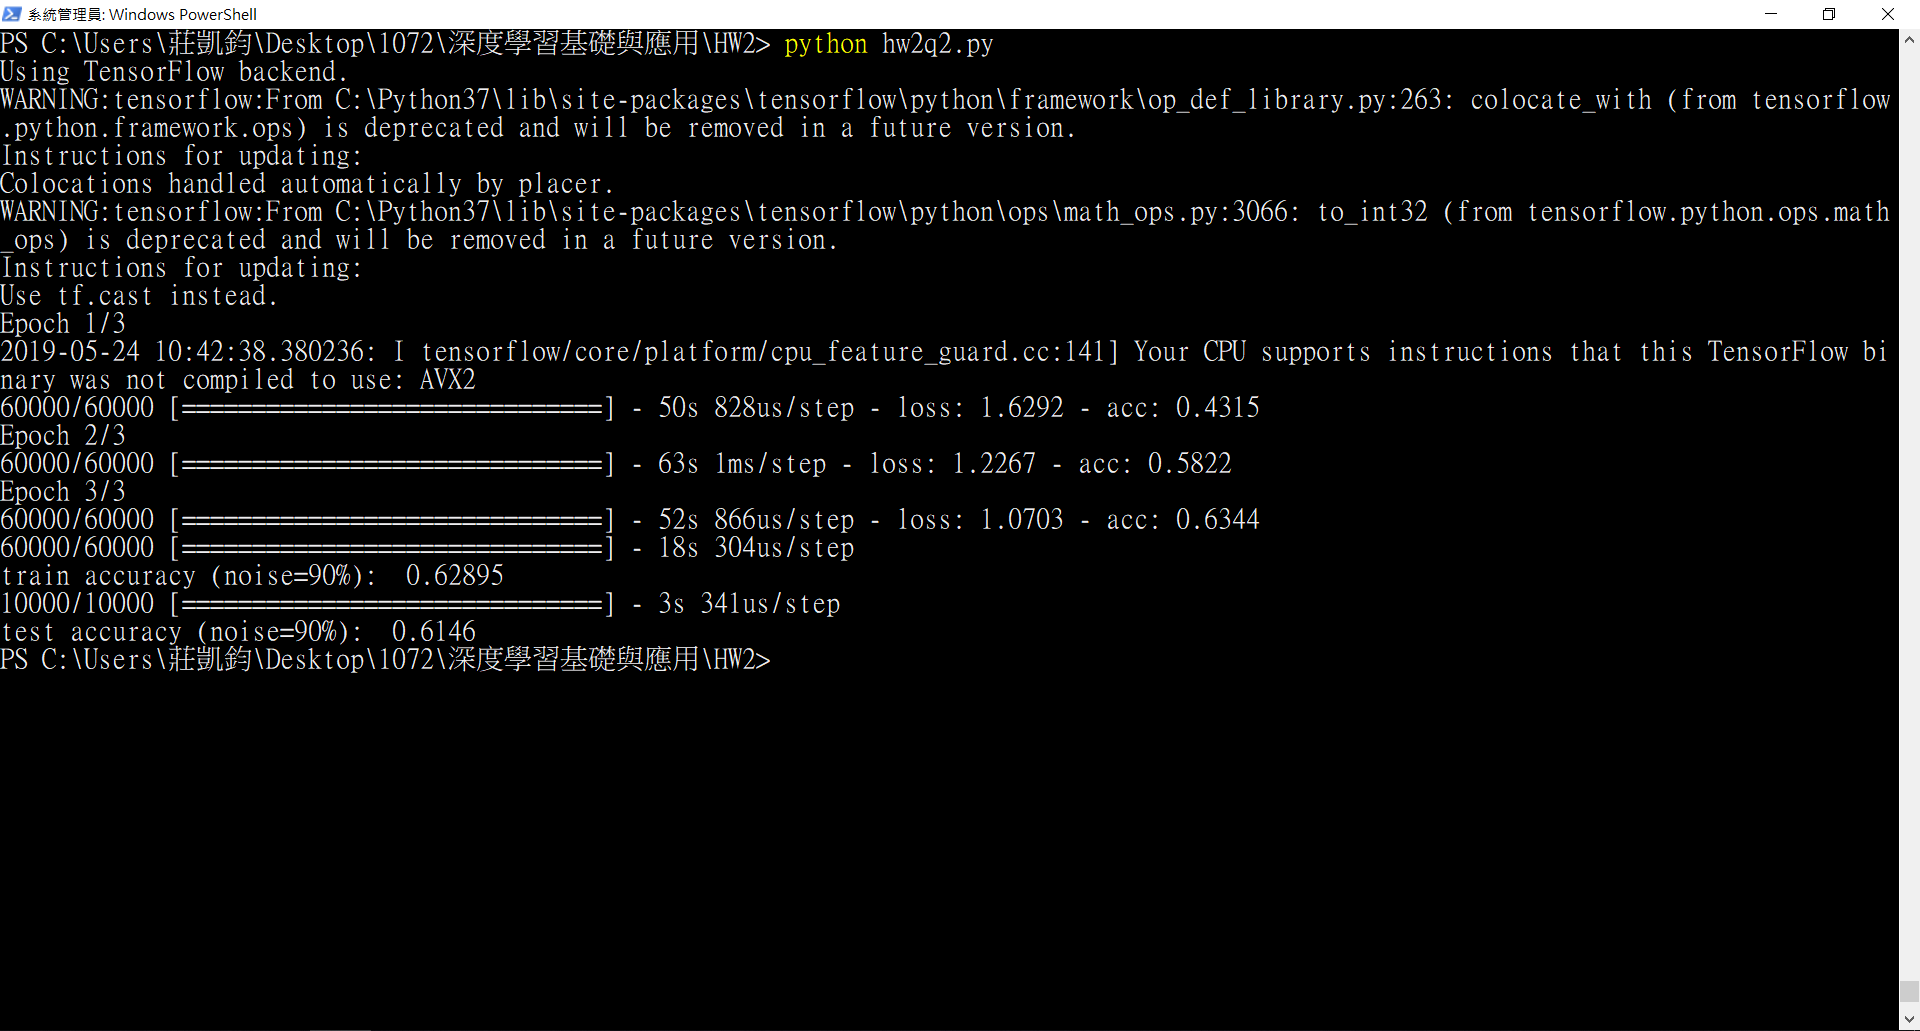 系統管理員: Windows PowerShell
PS C:\Users\莊凱鈞\Desktop\1072\深度學習基礎與應用\HW2> python hw2q2.py
Using TensorFlow backend.
WARNING:tensorflow:From C:\Python37\lib\site-packages\tensorflow\python\framework\op_def_library.py:263: colocate_with (from tensorflow
.python.framework.ops) is deprecated and will be removed in a future version.
Instructions for updating:
Colocations handled automatically by placer.
WARNING:tensorflow:From C:\Python37\lib\site-packages\tensorflow\python\ops\math_ops.py:3066: to_int32 (from tensorflow.python.ops.math
_ops) is deprecated and will be removed in a future version.
Instructions for updating:
Use tf.cast instead.
Epoch 1/3
2019-05-24 10:42:38.380236: I tensorflow/core/platform/cpu_feature_guard.cc:141] Your CPU supports instructions that this TensorFlow bi
nary was not compiled to use: AVX2
60000/60000 [==============================] - 50s 828us/step - loss: 1.6292 - acc: 0.4315
Epoch 2/3
60000/60000 [==============================] - 63s 1ms/step - loss: 1.2267 - acc: 0.5822
Epoch 3/3
60000/60000 [==============================] - 52s 866us/step - loss: 1.0703 - acc: 0.6344
60000/60000 [==============================] - 18s 304us/step
train accuracy (noise=90%):  0.62895
10000/10000 [==============================] - 3s 341us/step
test accuracy (noise=90%):  0.6146
PS C:\Users\莊凱鈞\Desktop\1072\深度學習基礎與應用\HW2>